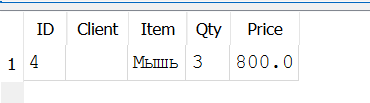 ID Client Item Qty Price
1 4 Мышь 3 800.0